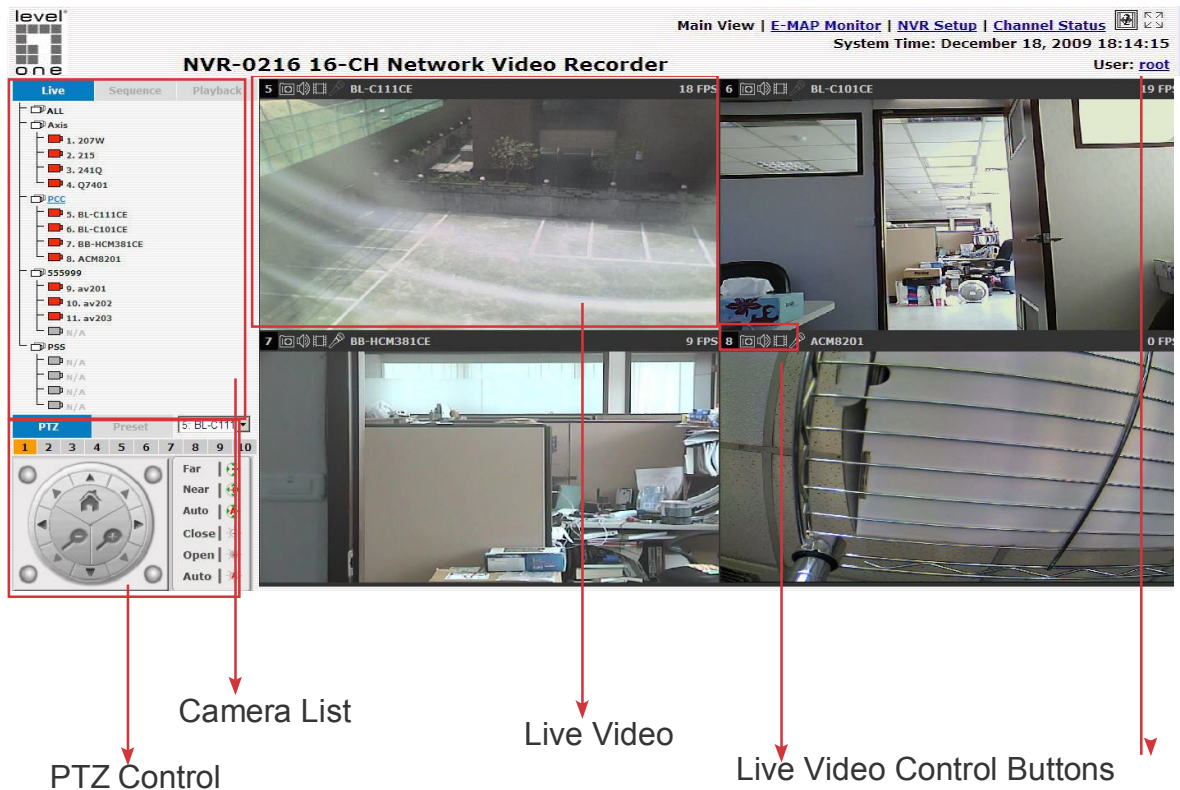 level
one
Main View | E-MAP Monitor | NVR Setup | Channel Status
System Time: December 18, 2009 18:14:15
NVR-0216 16-CH Network Video Recorder
User: root
Live Sequence Playback
ALL
Axis
1. 207W
2. 215
3. 241Q
4. Q7401
PCC
5. BL-C111CE
6. BL-C101CE
7. BB-HCM381CE
8. ACM8201
555999
9. av201
10. av202
11. av203
N/A
PSS
N/A
N/A
N/A
N/A
5 BL-C111CE 18 FPS
6 BL-C101CE 19 FPS
7 BB-HCM381CE 9 FPS
8 ACM8201 0 FPS
PTZ Preset 5: BL-C111
1 2 3 4 5 6 7 8 9 10
Far
Near
Auto
Close
Open
Auto
Camera List
Live Video
PTZ Control
Live Video Control Buttons